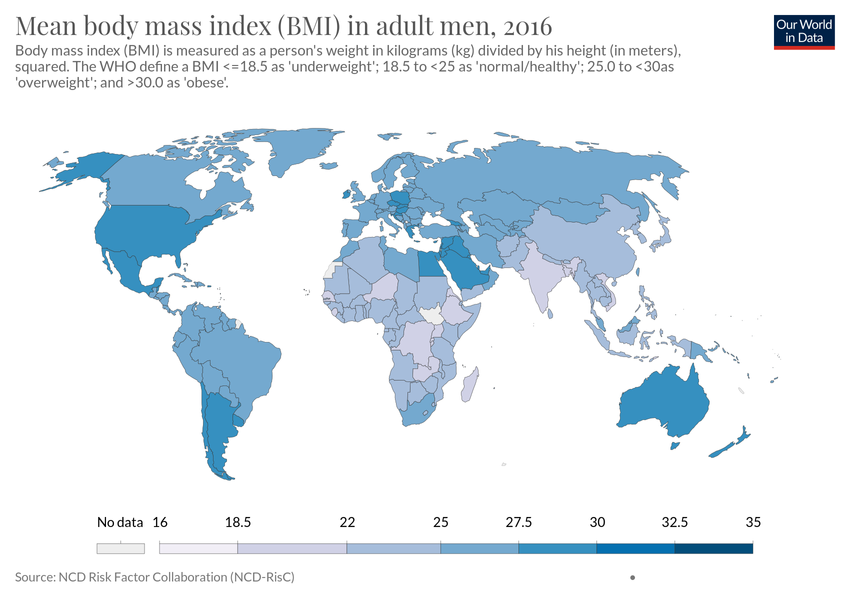 Mean body mass index (BMI) in adult men, 2016
Our World
in Data
Body mass index (BMI) is measured as a person's weight in kilograms (kg) divided by his height (in meters),
squared. The WHO define a BMI <=18.5 as 'underweight'; 18.5 to <25 as 'normal/healthy'; 25.0 to <30as
'overweight'; and >30.0 as 'obese'.
No data 16 18.5 22 25 27.5 30 32.5 35
Source: NCD Risk Factor Collaboration (NCD-RisC)